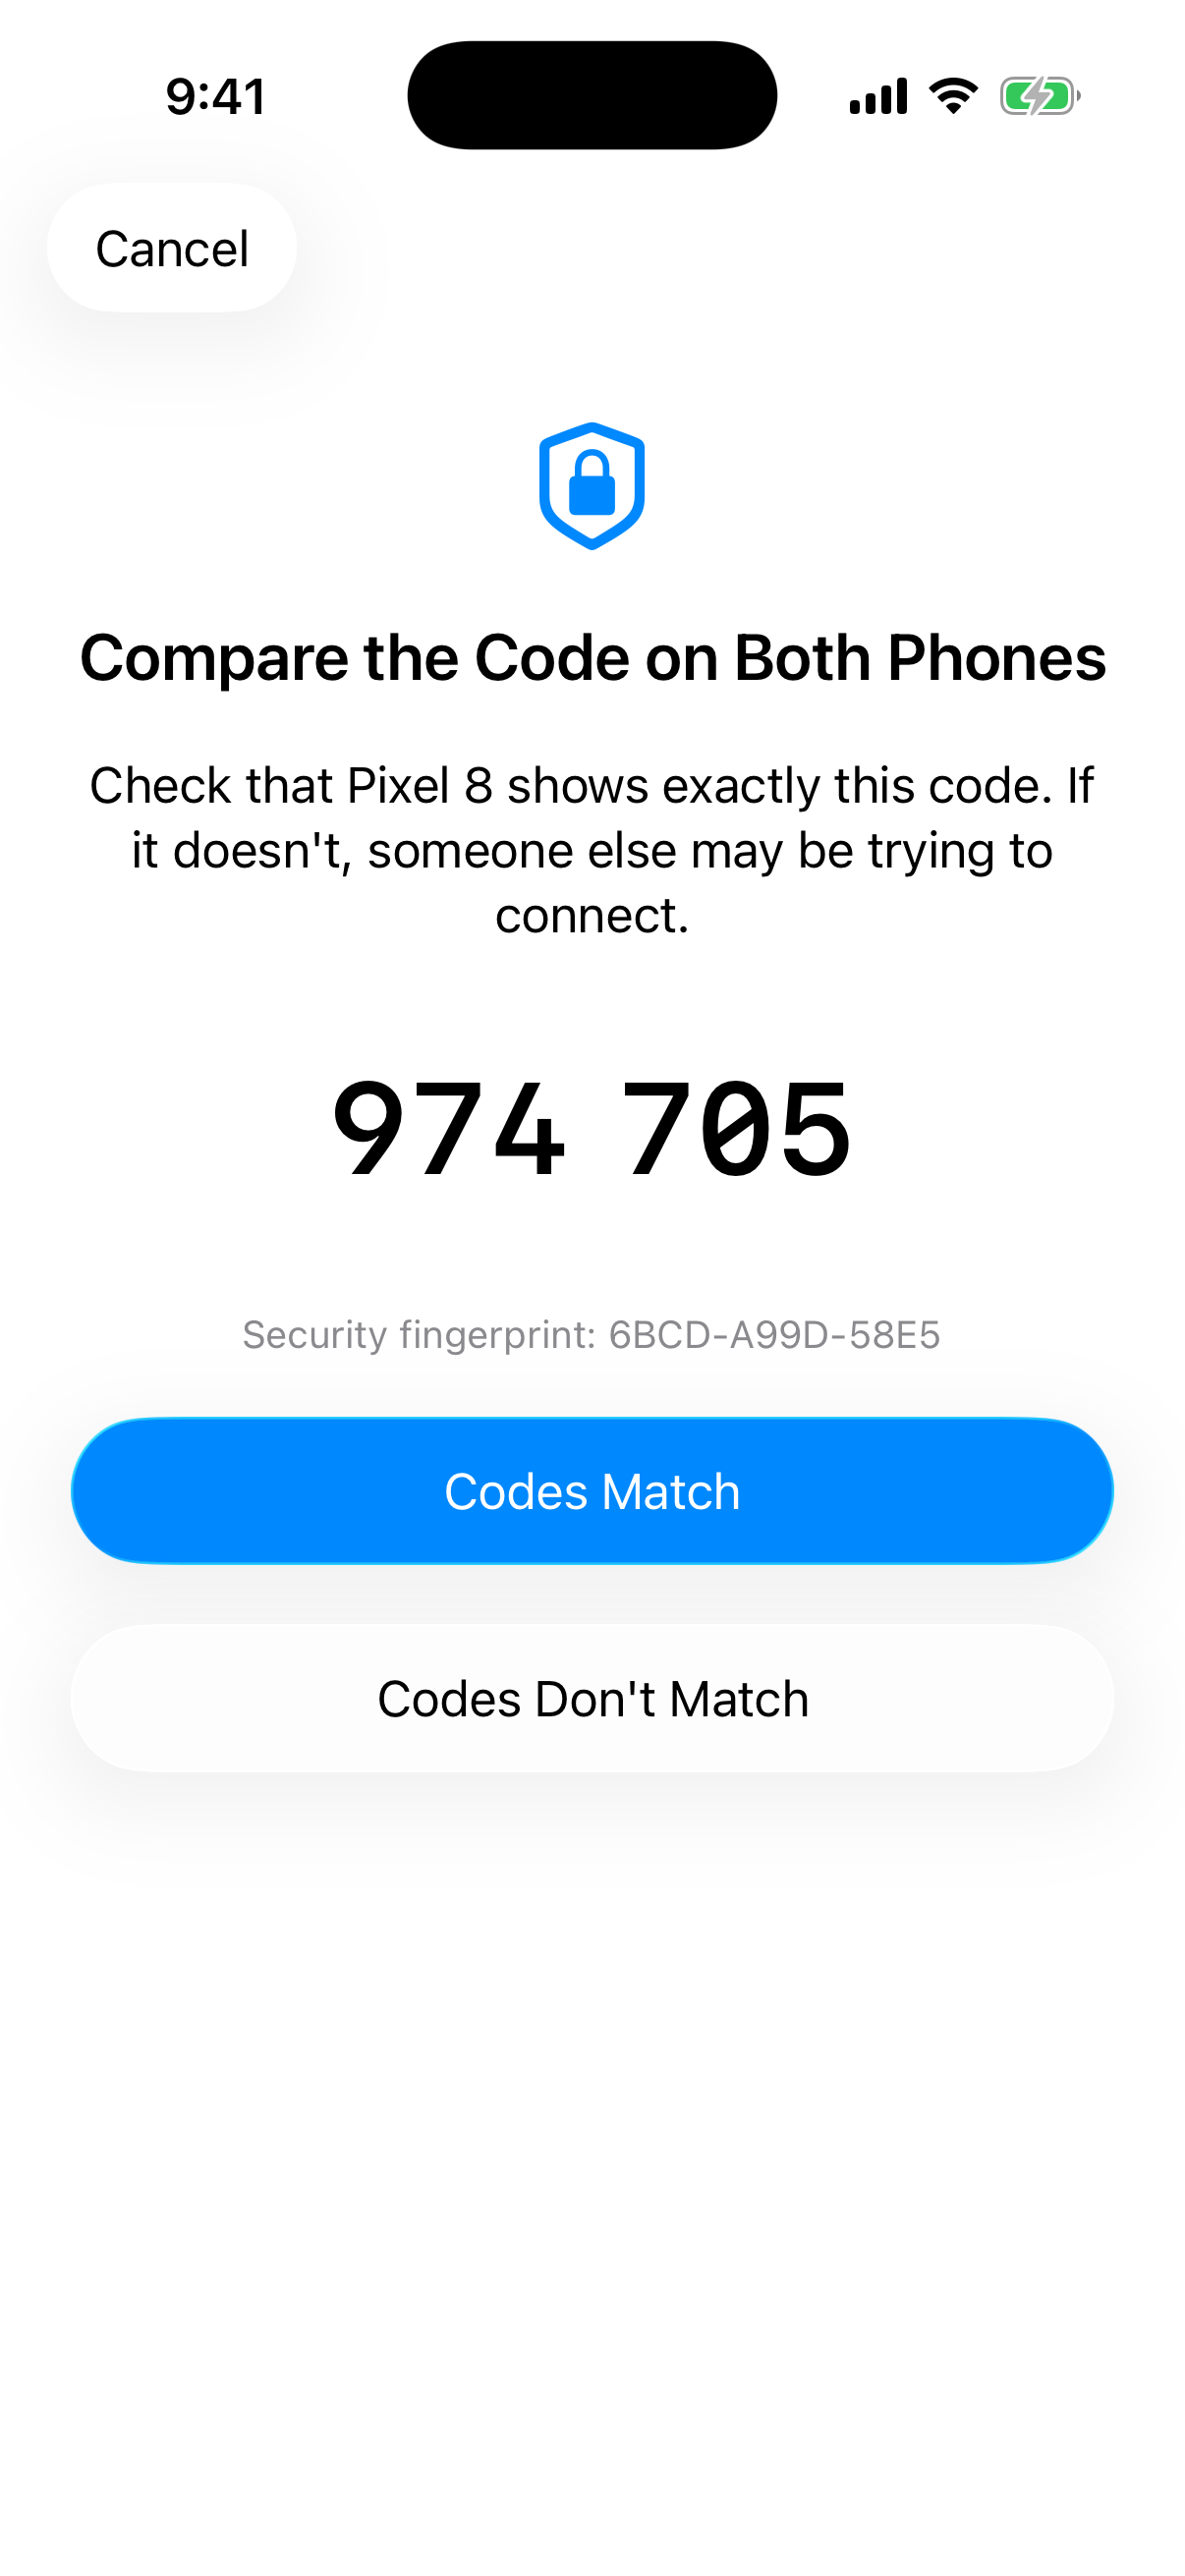 9:41
Cancel
Compare the Code on Both Phones
Check that Pixel 8 shows exactly this code. If
it doesn't, someone else may be trying to
connect.
974 705
Security fingerprint: 6BCD-A99D-58E5
Codes Match
Codes Don't Match